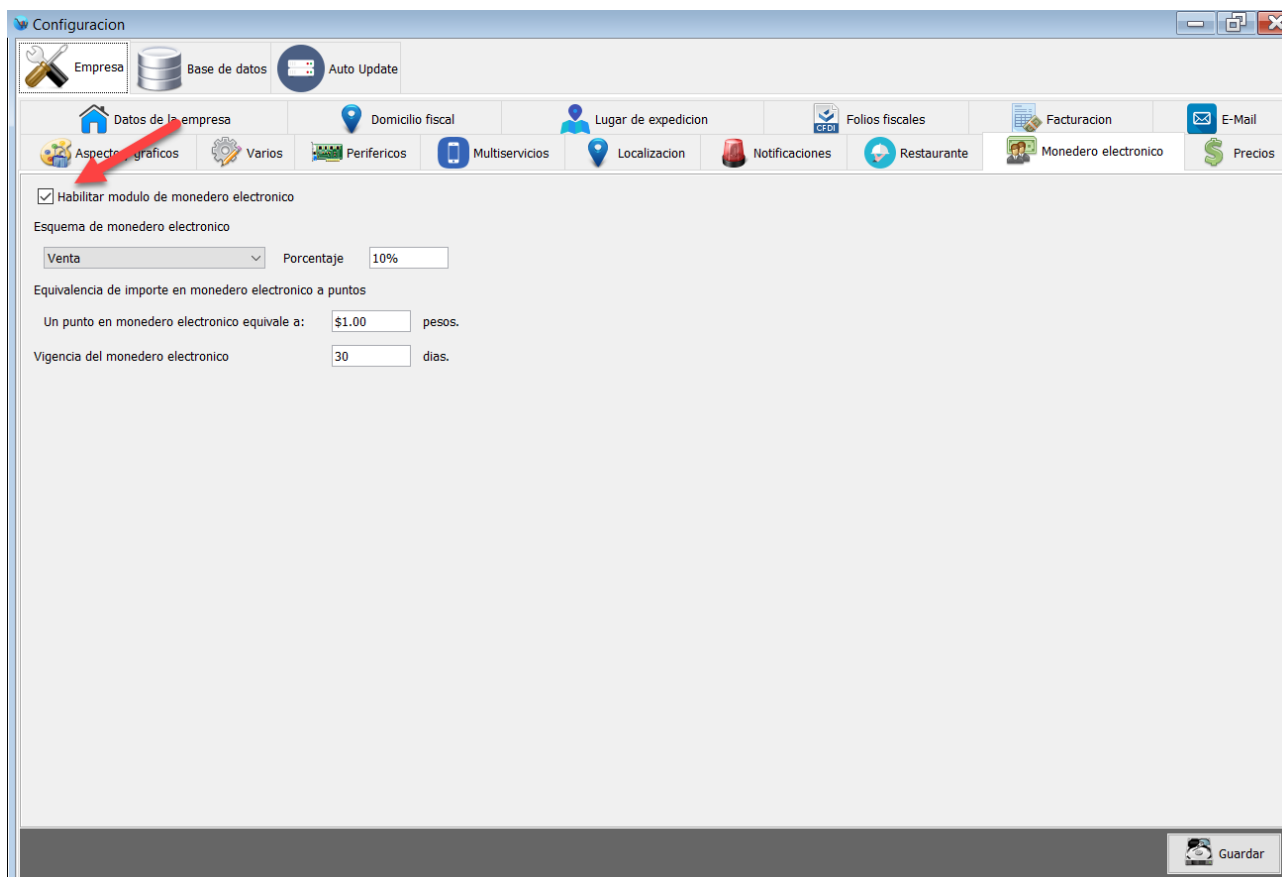 Configuracion
Empresa Base de datos Auto Update
Datos de la empresa Domicilio fiscal Lugar de expedicion CFDI Folios fiscales Facturacion E-Mail
Aspecto graficos Varios Perifericos Multiservicios Localizacion Notificaciones Restaurante Monedero electronico Precios
Habilitar modulo de monedero electronico
Esquema de monedero electronico
Venta Porcentaje 10%
Equivalencia de importe en monedero electronico a puntos
Un punto en monedero electronico equivale a: $1.00 pesos.
Vigencia del monedero electronico 30 dias.
Guardar